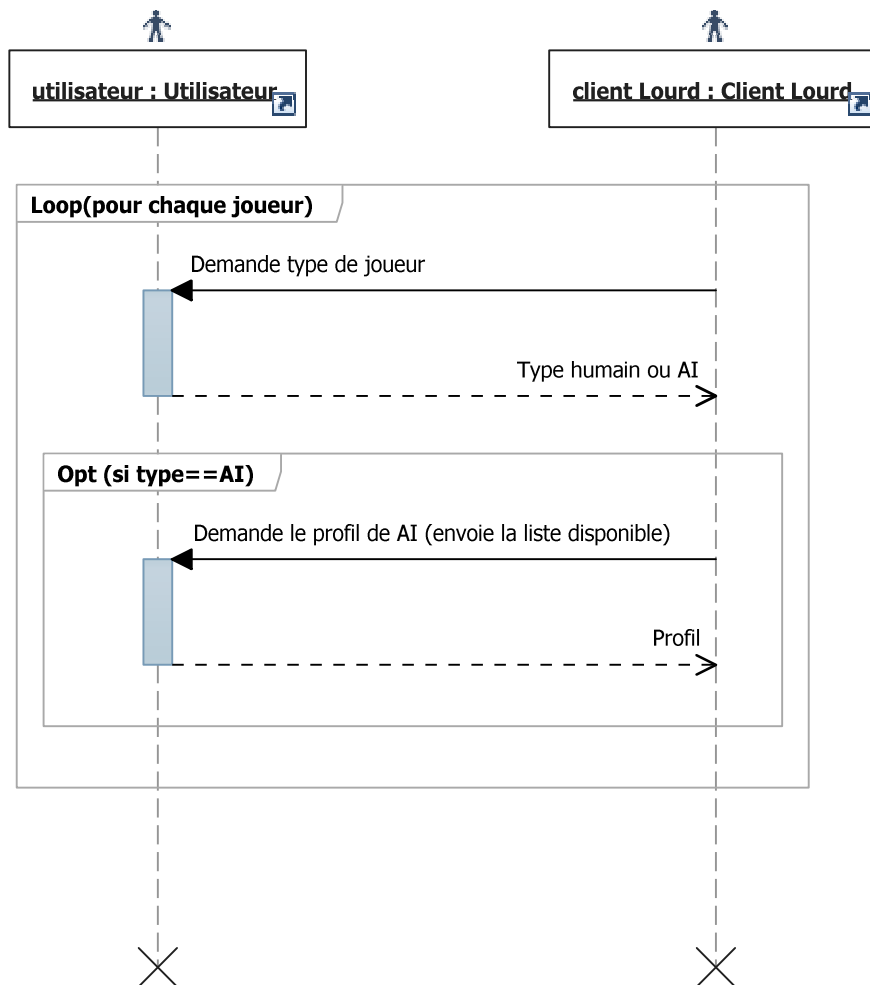 utilisateur : Utilisateur
client Lourd : Client Lourd
Loop(pour chaque joueur)
Demande type de joueur
Type humain ou AI
Opt (si type==AI)
Demande le profil de AI (envoie la liste disponible)
Profil